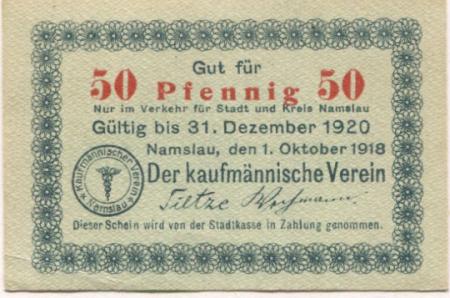 Gut für
50 Pfennig 50
Nur im Verkehr für Stadt und Kreis Namslau
Gültig bis 31. Dezember 1920
Namslau, den 1. Oktober 1918
Kaufmännischer Verein Namslau
Der kaufmännische Verein
Tietze
Dieser Schein wird von der Stadtkasse in Zahlung genommen.